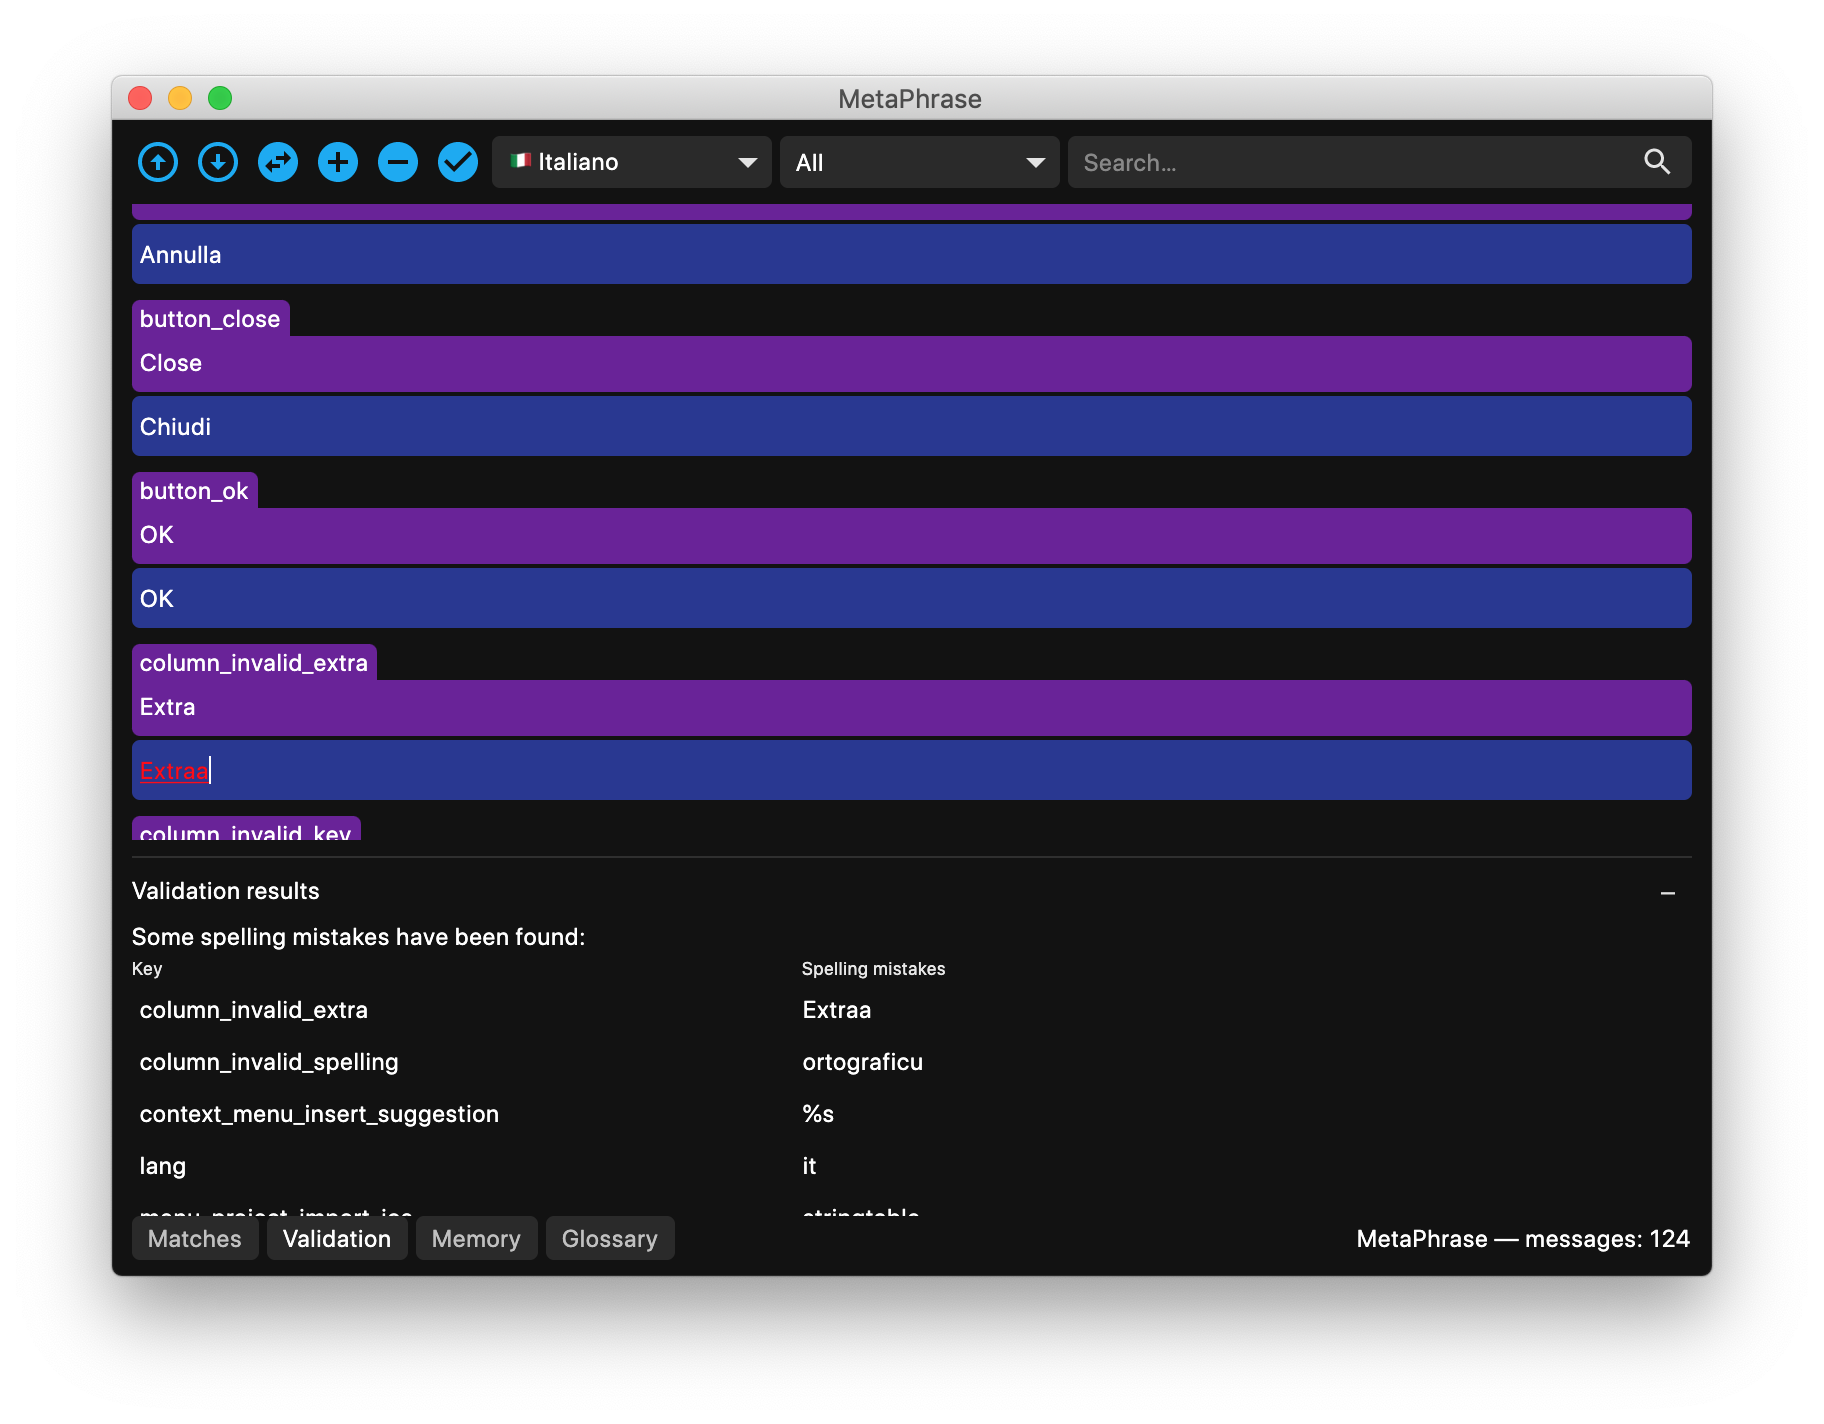 MetaPhrase
Italiano
All
Search...
Annulla
button_close
Close
Chiudi
button_ok
OK
OK
column_invalid_extra
Extra
Extraa
column_invalid_key
Validation results
Some spelling mistakes have been found:
Key Spelling mistakes
column_invalid_extra Extraa
column_invalid_spelling ortograficu
context_menu_insert_suggestion %s
lang it
menu_project_import_ios stringtable
Matches Validation Memory Glossary MetaPhrase — messages: 124